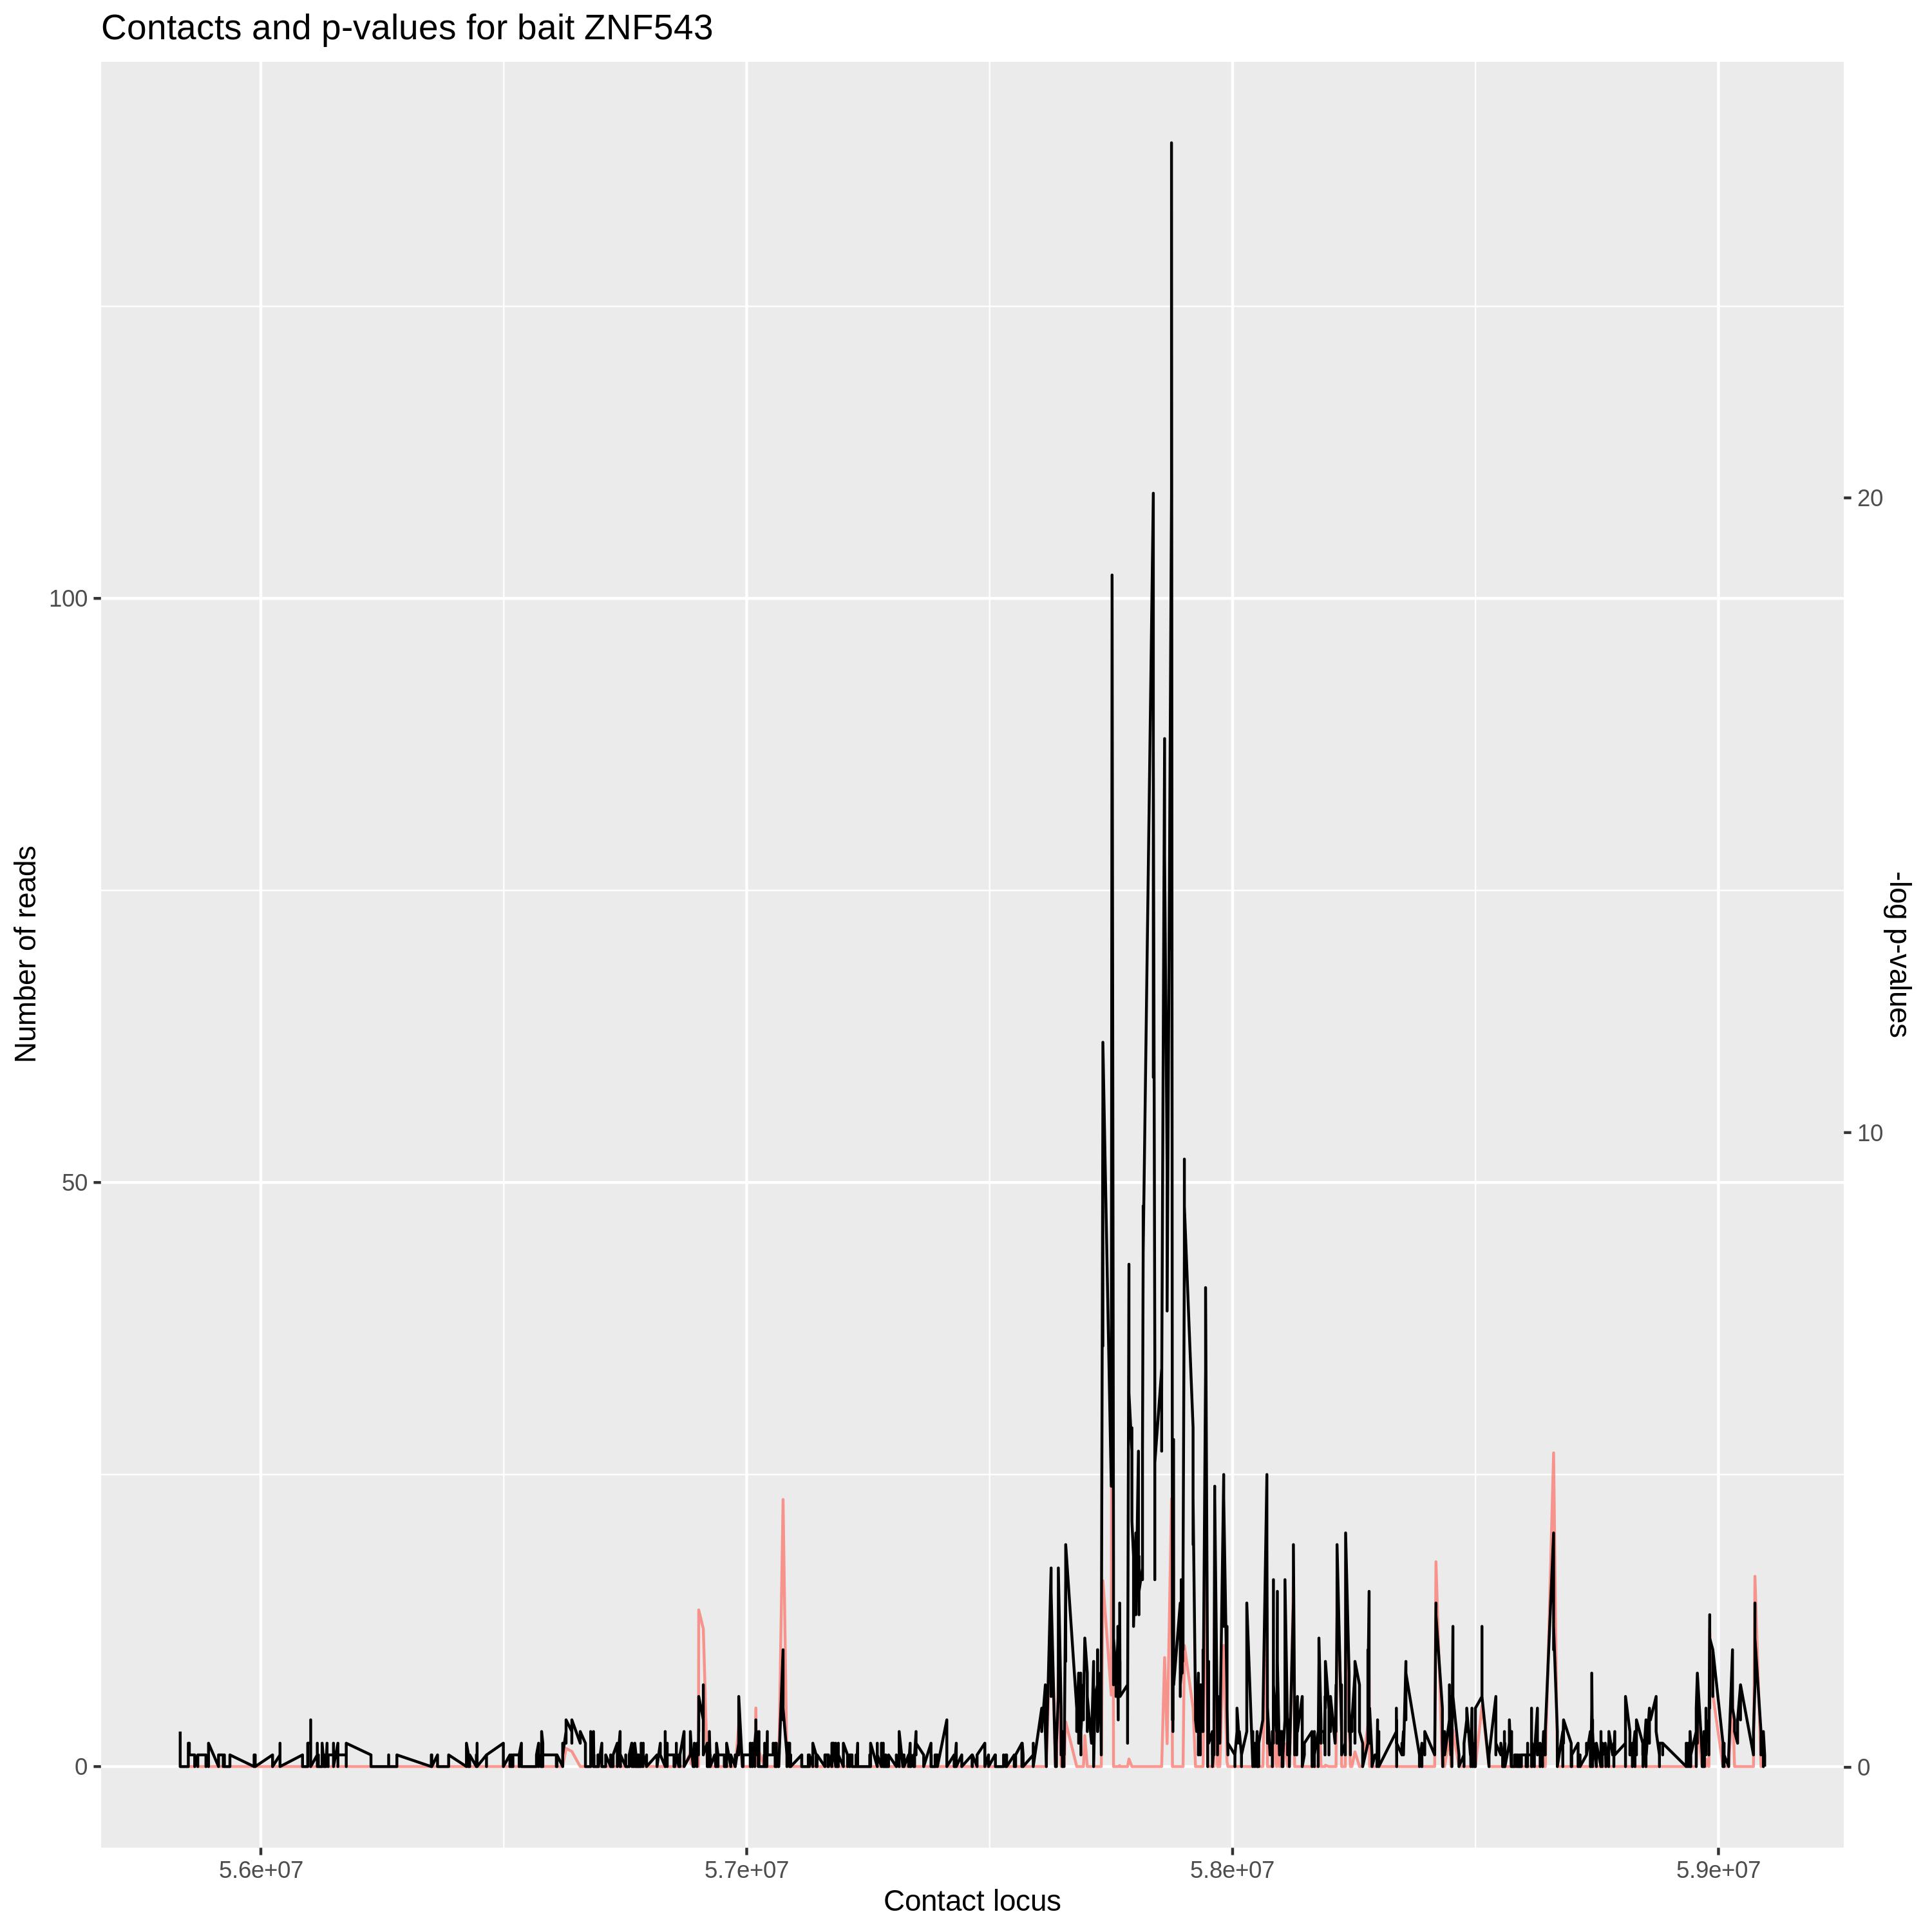 Contacts and p-values for bait ZNF543
100
50
0
Number of reads
20
10
0
-log p-values
5.6e+07 5.7e+07 5.8e+07 5.9e+07
Contact locus